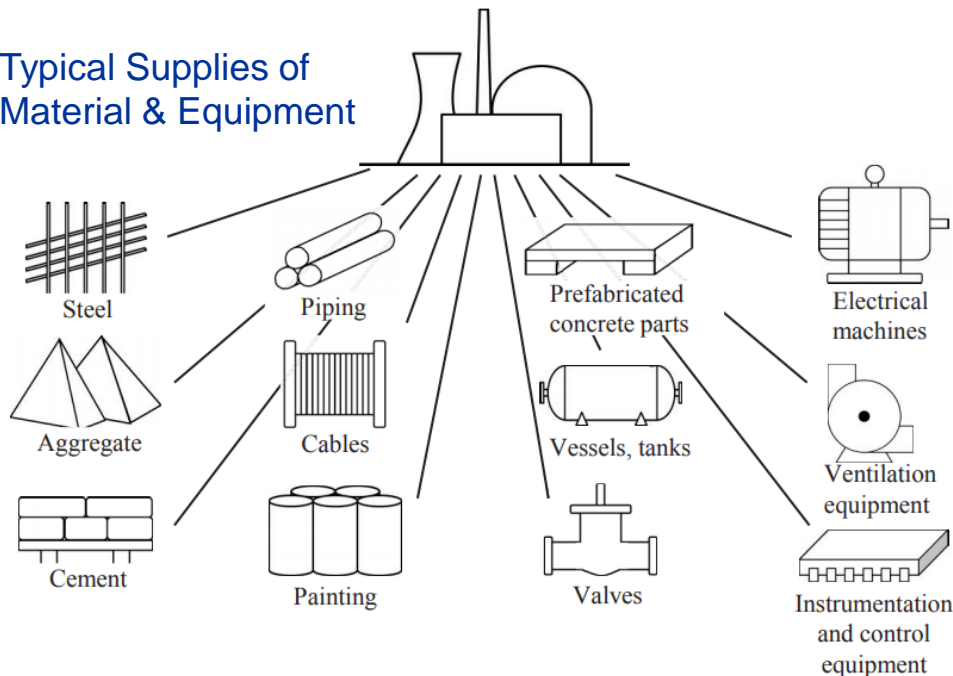 Typical Supplies of
Material & Equipment
Steel
Piping
Prefabricated
concrete parts
Electrical
machines
Aggregate
Cables
Vessels, tanks
Ventilation
equipment
Cement
Painting
Valves
Instrumentation
and control
equipment